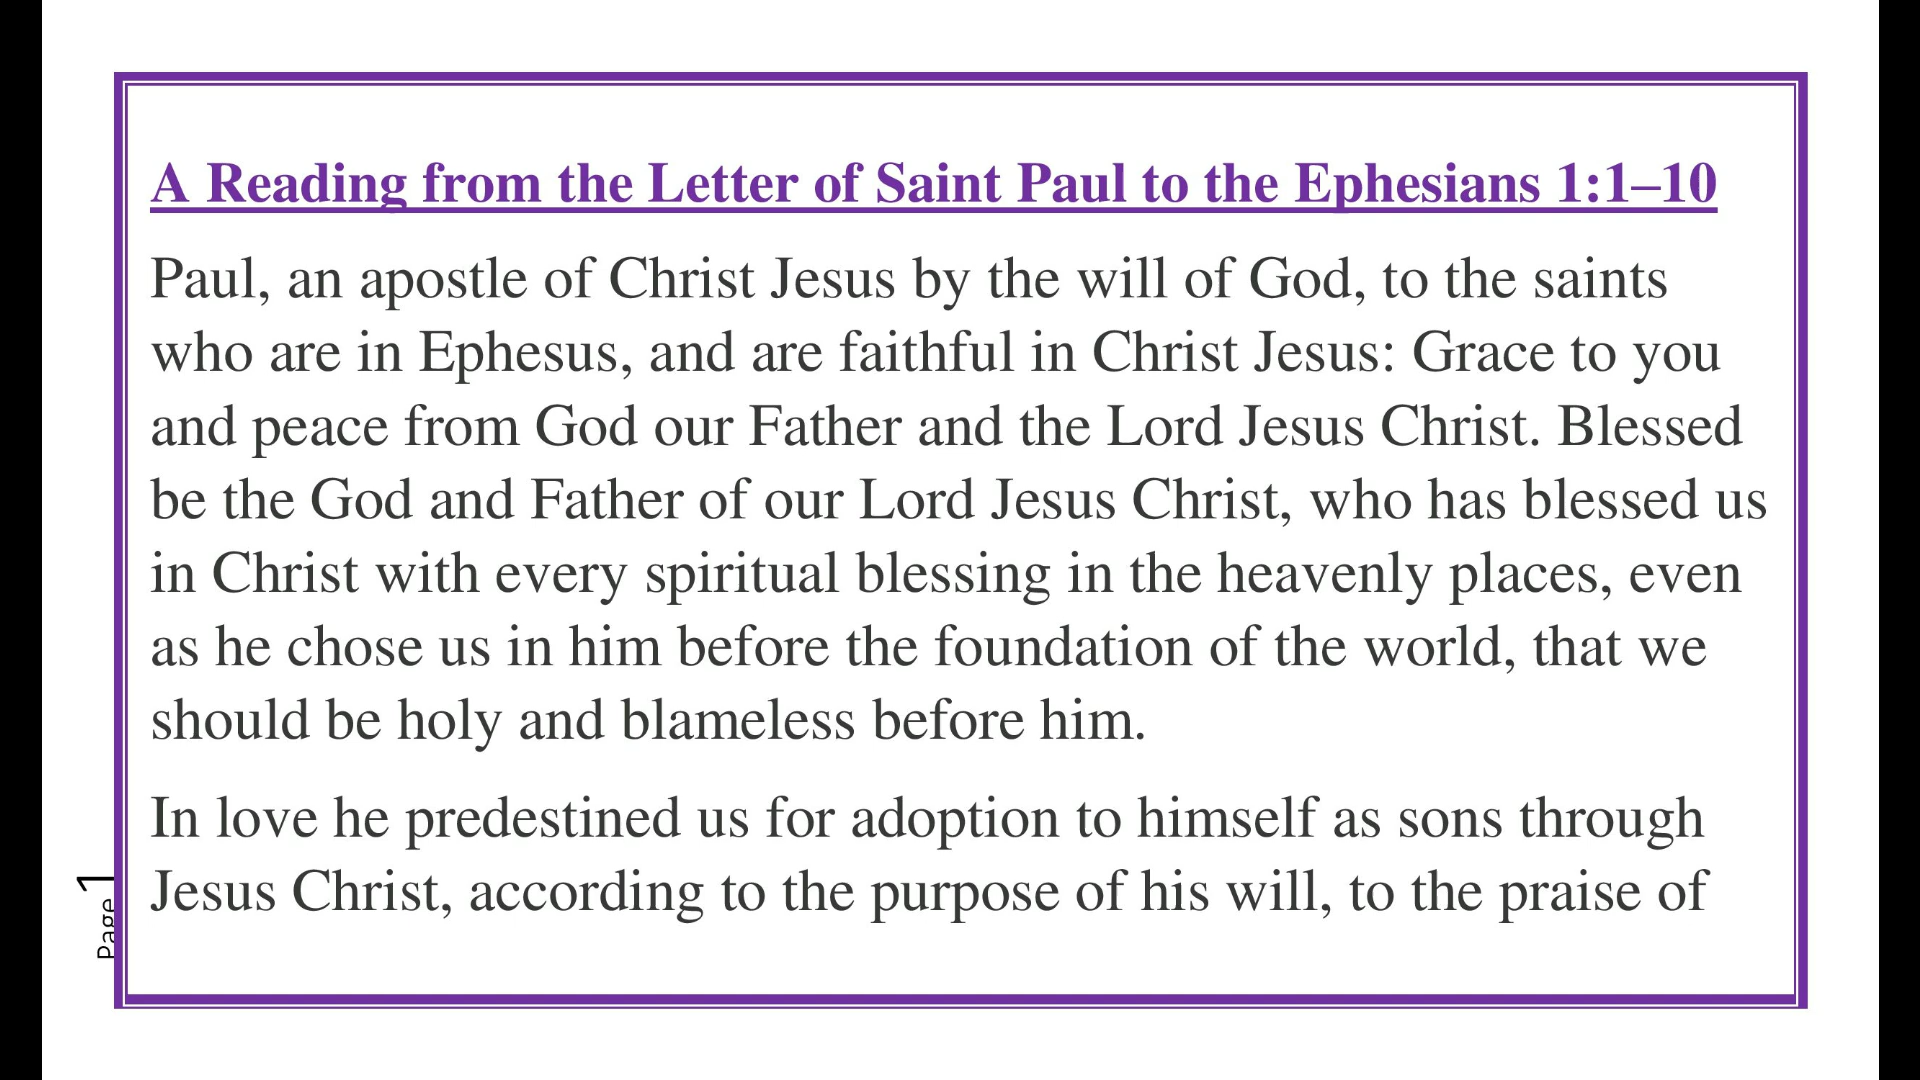 A Reading from the Letter of Saint Paul to the Ephesians 1:1–10
Paul, an apostle of Christ Jesus by the will of God, to the saints
who are in Ephesus, and are faithful in Christ Jesus: Grace to you
and peace from God our Father and the Lord Jesus Christ. Blessed
be the God and Father of our Lord Jesus Christ, who has blessed us
in Christ with every spiritual blessing in the heavenly places, even
as he chose us in him before the foundation of the world, that we
should be holy and blameless before him.
In love he predestined us for adoption to himself as sons through
Jesus Christ, according to the purpose of his will, to the praise of
Page 1